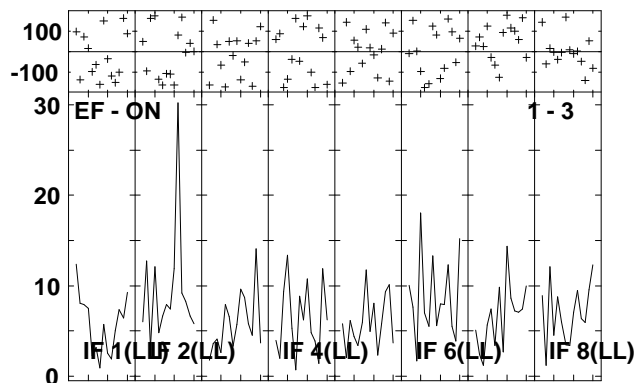 100
-100
EF - ON
1 - 3
30
20
10
0
IF 1(LL)
IF 2(LL)
IF 4(LL)
IF 6(LL)
IF 8(LL)